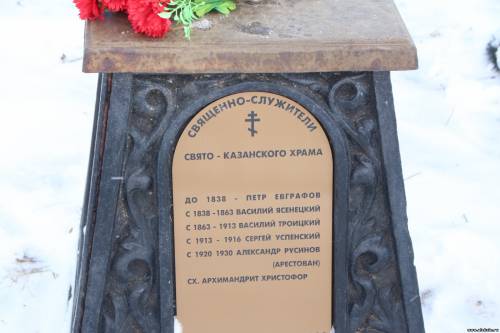 СВЯЩЕННО-СЛУЖИТЕЛИ
СВЯТО - КАЗАНСКОГО ХРАМА
ДО 1838 - ПЕТР ЕВГРАФОВ
С 1838 -1863 ВАСИЛИЙ ЯСЕНЕЦКИЙ
С 1863 - 1913 ВАСИЛИЙ ТРОИЦКИЙ
С 1913 - 1916 СЕРГЕЙ УСПЕНСКИЙ
С 1920 1930 АЛЕКСАНДР РУСИНОВ
(АРЕСТОВАН)
СХ. АРХИМАНДРИТ ХРИСТОФОР